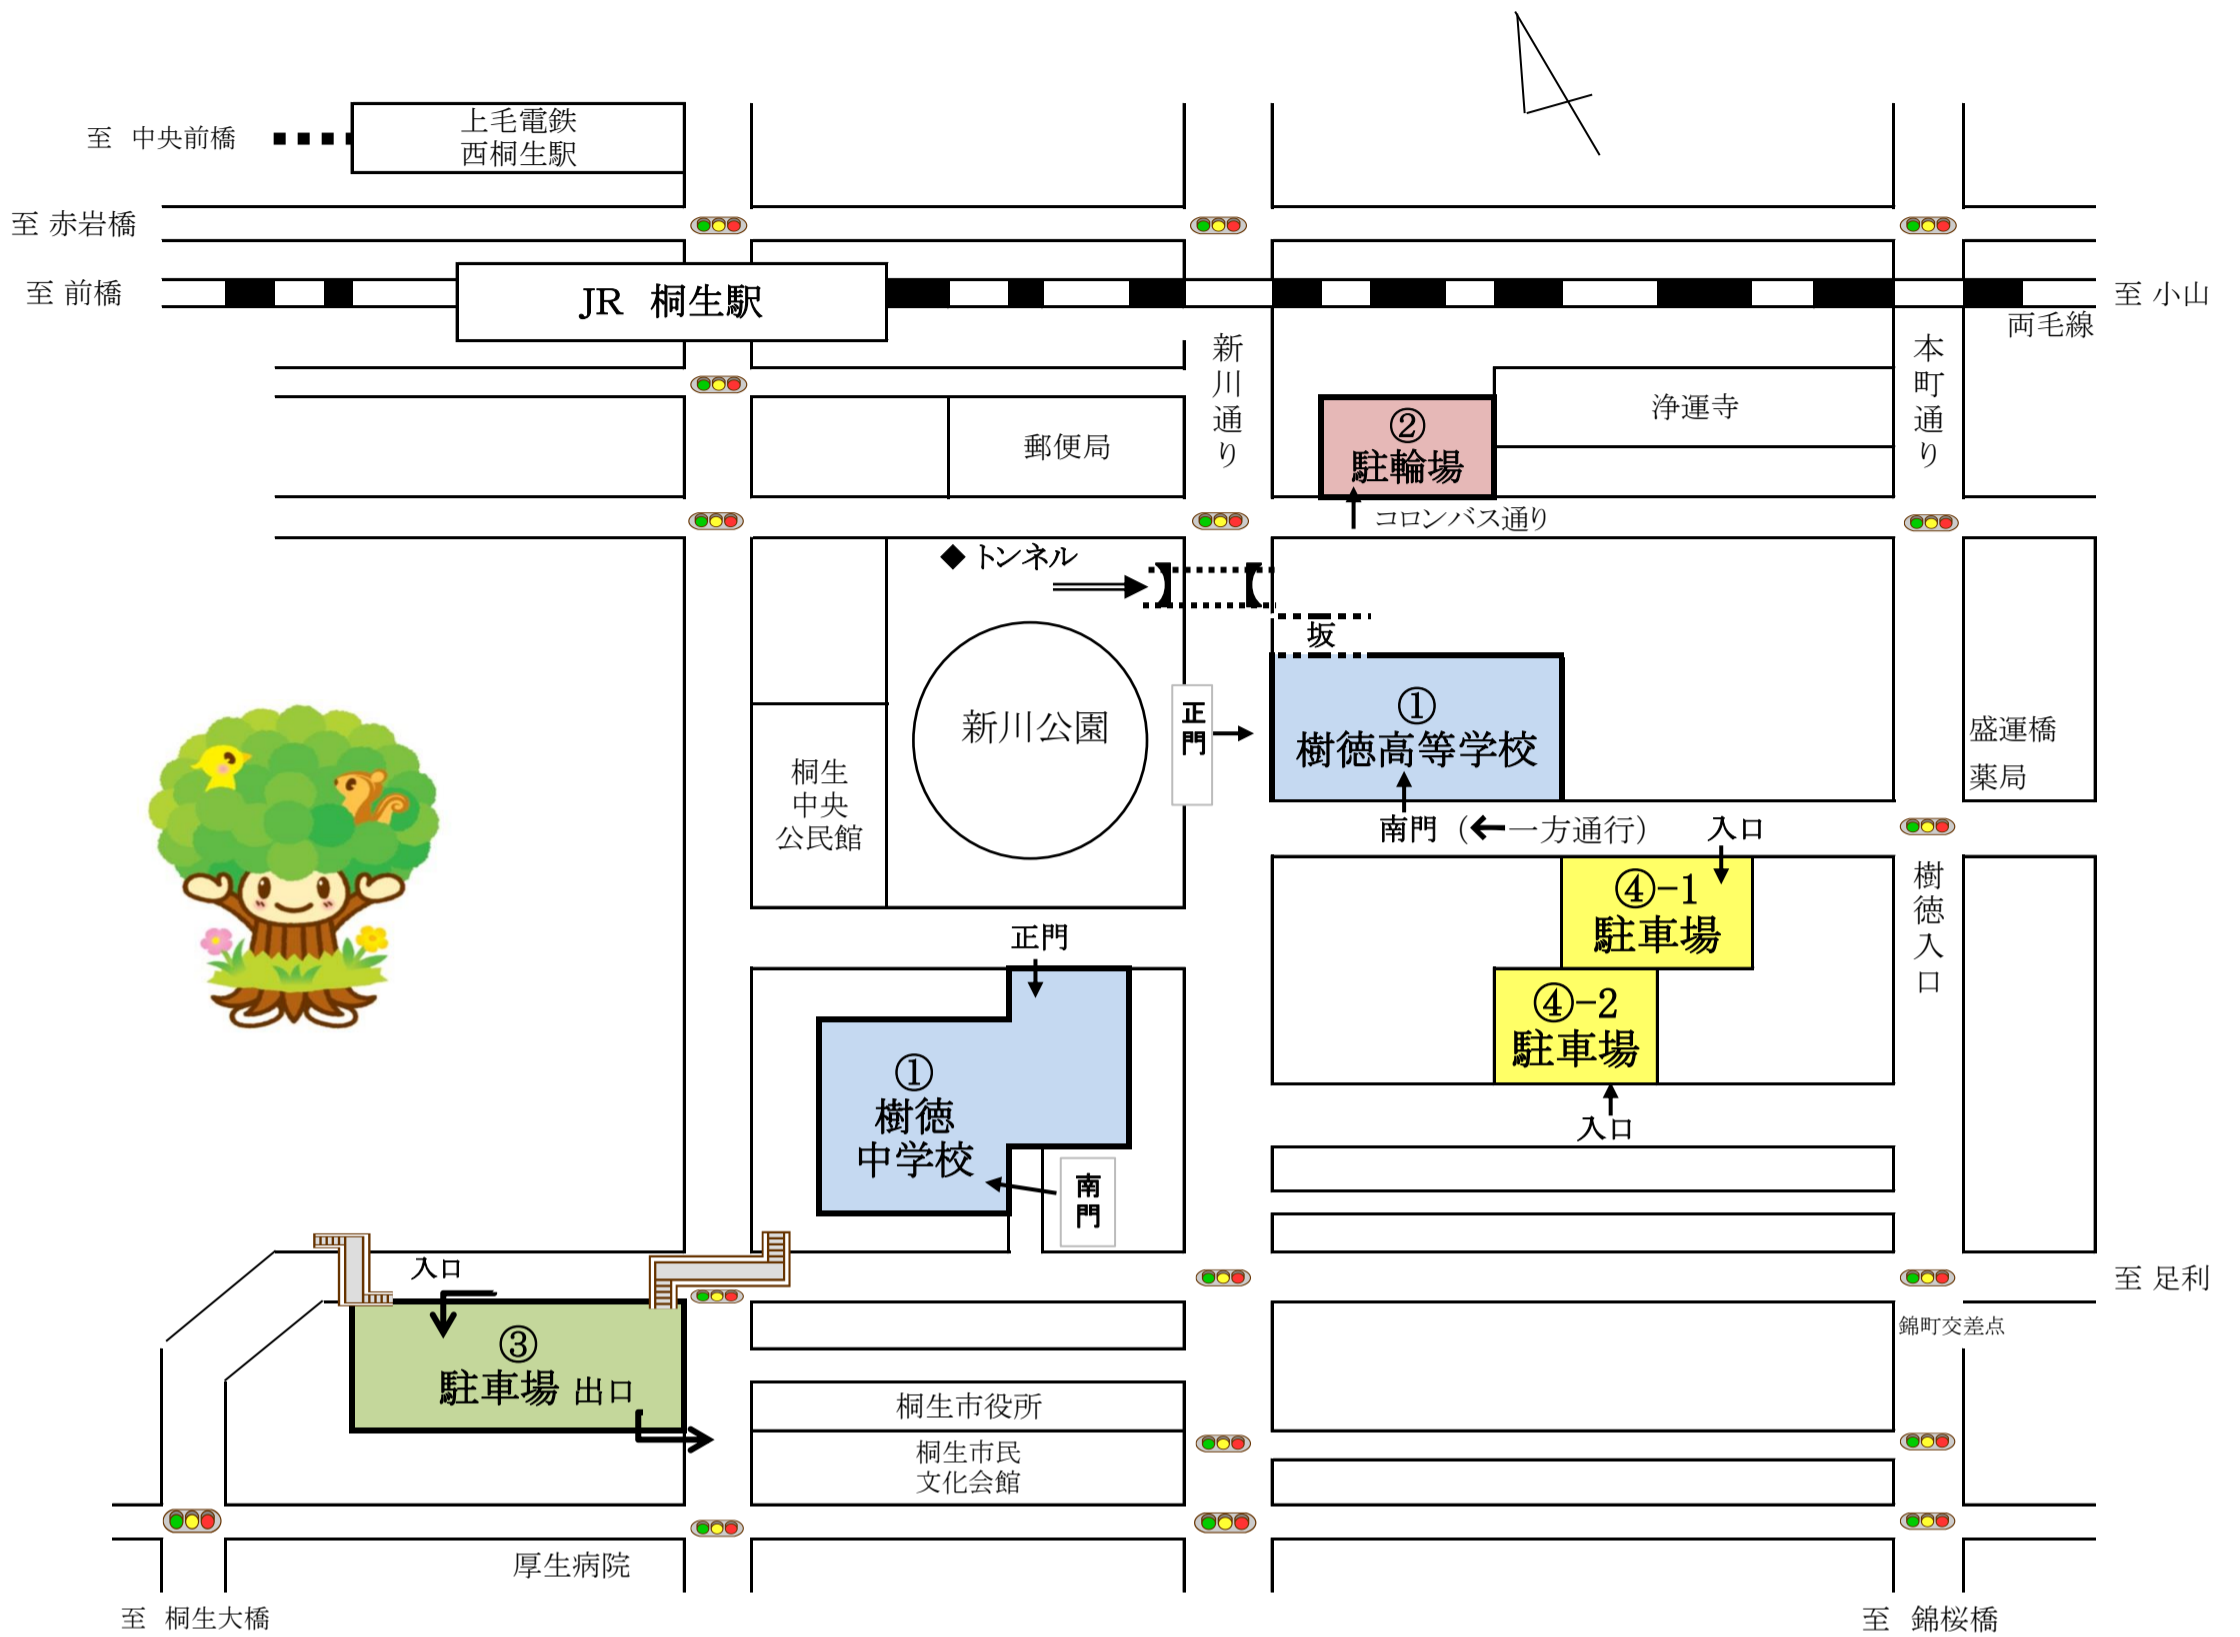 上毛電鉄
西桐生駅
至 中央前橋
至 赤岩橋
至 前橋
JR 桐生駅
至 小山
両毛線
新川通り
本町通り
②
駐輪場
浄運寺
郵便局
コロンバス通り
◆ トンネル
坂
新川公園
正門
①
樹徳高等学校
盛運橋
薬局
桐生
中央
公民館
南門 (←一方通行)
入口
④-1
駐車場
樹徳入口
正門
④-2
駐車場
入口
①
樹徳
中学校
南門
入口
至 足利
錦町交差点
③
駐車場 出口
桐生市役所
桐生市民
文化会館
厚生病院
至 桐生大橋
至 錦桜橋